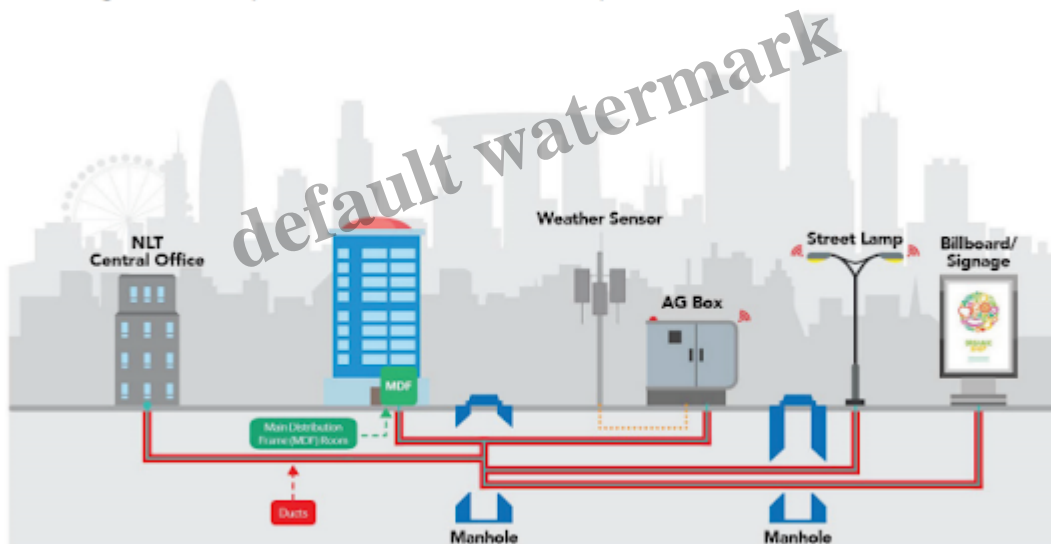 default watermark
Weather Sensor
NLT
Central Office
Street Lamp
Billboard/
Signage
AG Box
MDF
Main Distribution
Frame (MDF) Room
Ducts
Manhole
Manhole